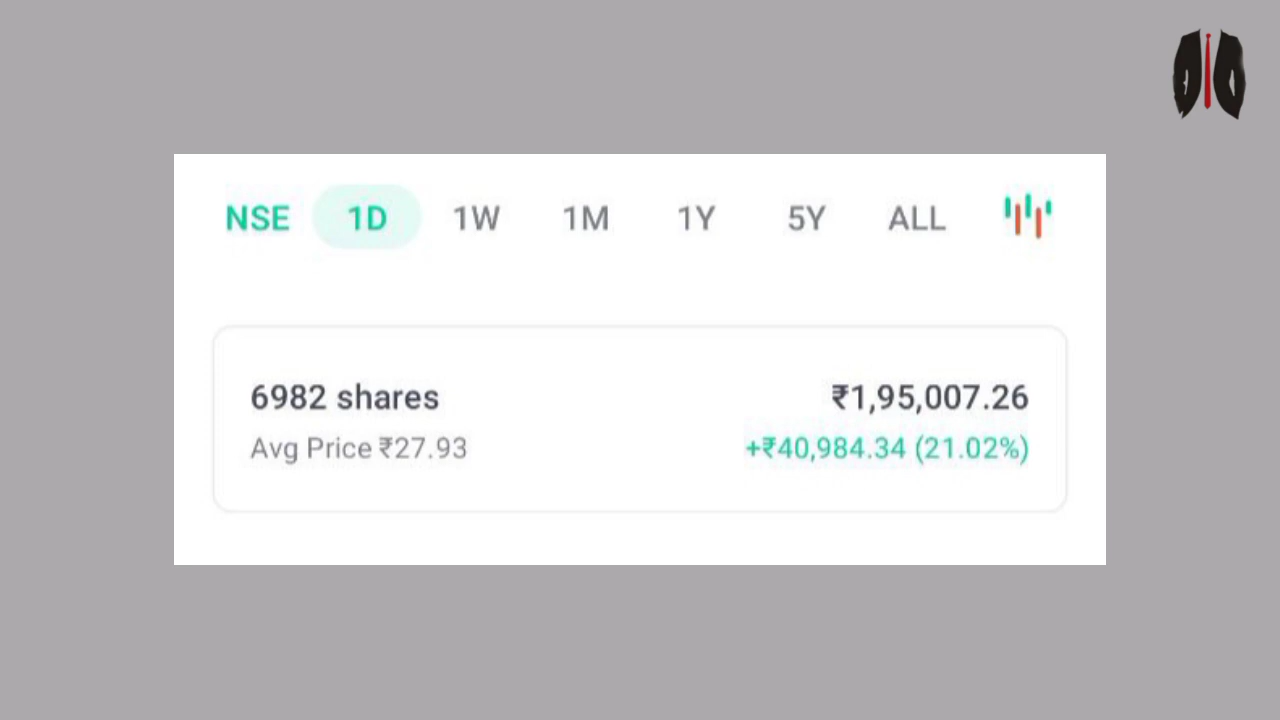 NSE 1D 1W 1M 1Y 5Y ALL
6982 shares ₹1,95,007.26
Avg Price ₹27.93 +₹40,984.34 (21.02%)